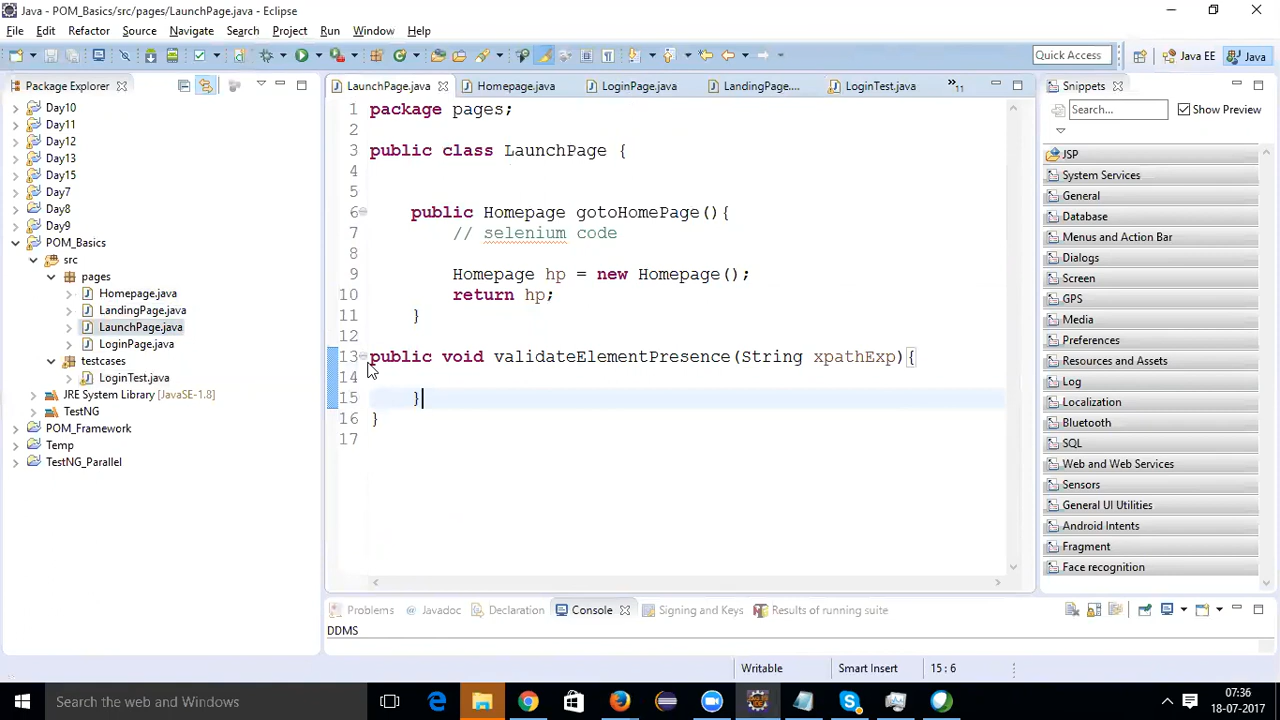 Java - POM_Basics/src/pages/LaunchPage.java - Eclipse
File Edit Refactor Source Navigate Search Project Run Window Help
Quick Access
Java EE
Java
Package Explorer
Day10
Day11
Day12
Day13
Day15
Day7
Day8
Day9
POM_Basics
src
pages
Homepage.java
LandingPage.java
LaunchPage.java
LoginPage.java
testcases
LoginTest.java
JRE System Library [JavaSE-1.8]
TestNG
POM_Framework
Temp
TestNG_Parallel
LaunchPage.java Homepage.java LoginPage.java LandingPage.... LoginTest.java »11
1 package pages;
2
3 public class LaunchPage {
4
5
6 public Homepage gotoHomePage(){
7 // selenium code
8
9 Homepage hp = new Homepage();
10 return hp;
11 }
12
13 public void validateElementPresence(String xpathExp){
14
15 }
16 }
17
Snippets
Search... Show Preview
JSP
System Services
General
Database
Menus and Action Bar
Dialogs
Screen
GPS
Media
Preferences
Resources and Assets
Log
Localization
Bluetooth
SQL
Web and Web Services
Sensors
General UI Utilities
Android Intents
Fragment
Face recognition
Problems Javadoc Declaration Console Signing and Keys Results of running suite
DDMS
Writable Smart Insert 15 : 6
Search the web and Windows
07:36
18-07-2017